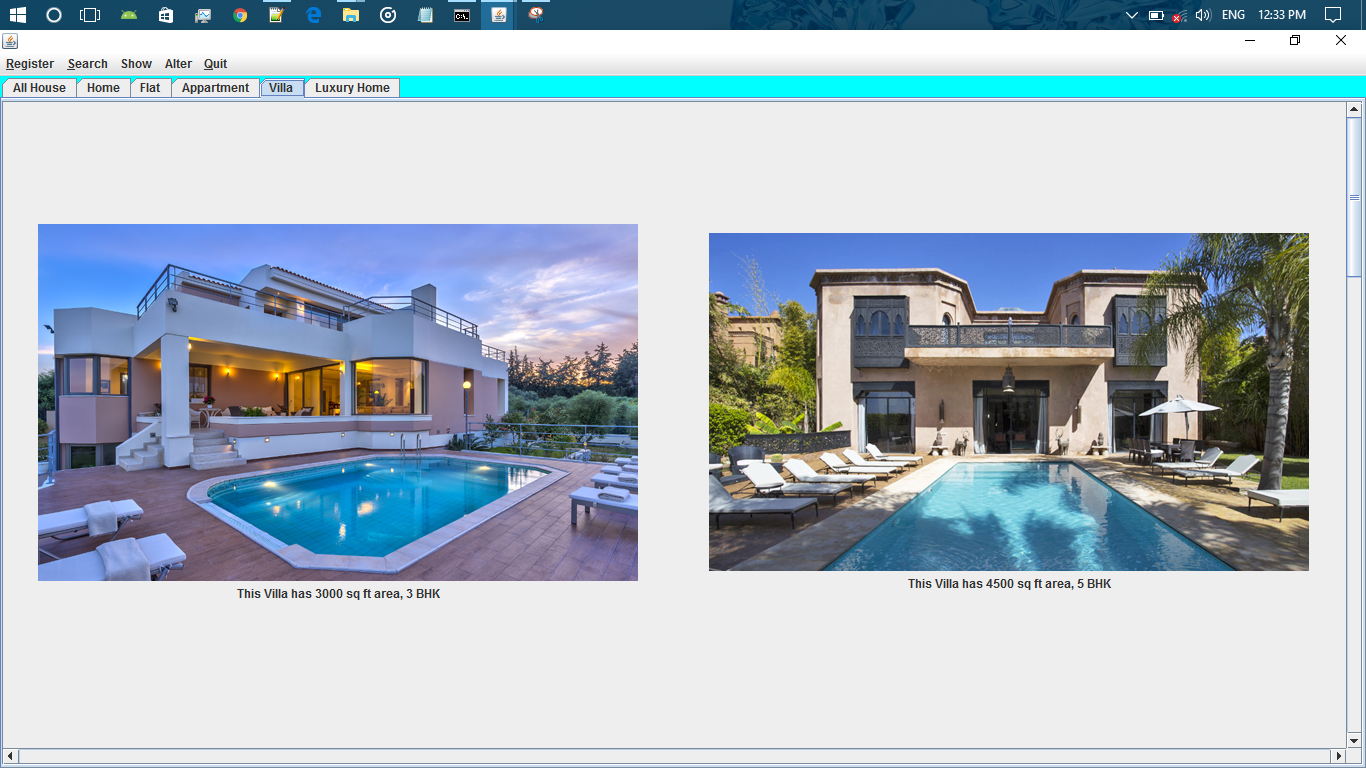 ENG 12:33 PM
Register Search Show Alter Quit
All House Home Flat Appartment Villa Luxury Home
This Villa has 3000 sq ft area, 3 BHK
This Villa has 4500 sq ft area, 5 BHK